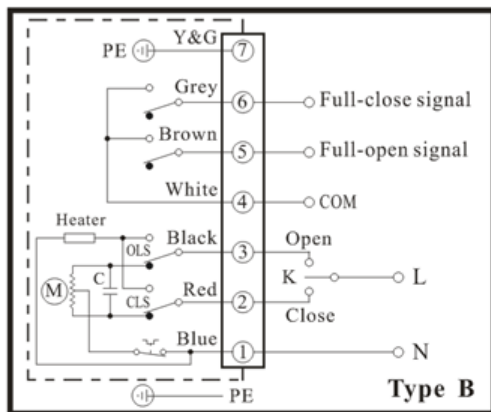 Y&G
PE 7
Grey
6 Full-close signal
Brown
5 Full-open signal
White
4 COM
Heater
OLS Black 3 Open
M C K L
CLS Red 2 Close
Blue
1 N
PE
Type B